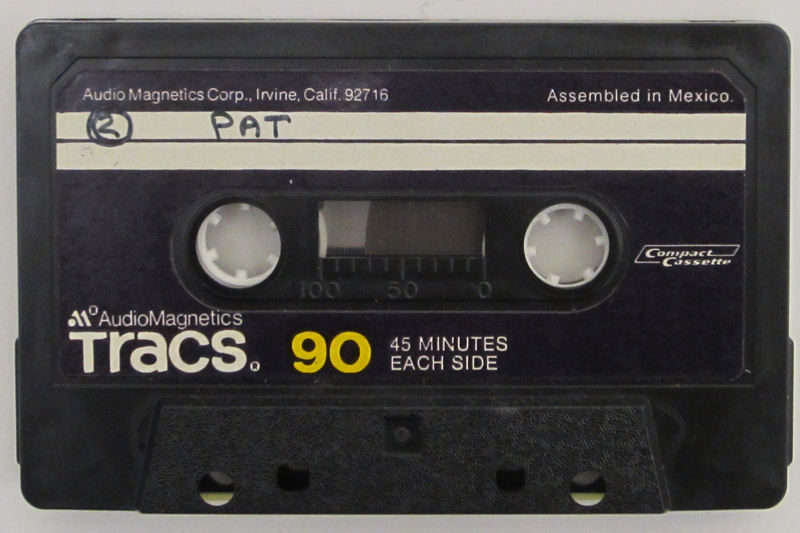 Audio Magnetics Corp., Irvine, Calif. 92716
Assembled in Mexico.
2 PAT
Compact
Cassette
100 50 0
AudioMagnetics
Tracs®
90
45 MINUTES
EACH SIDE